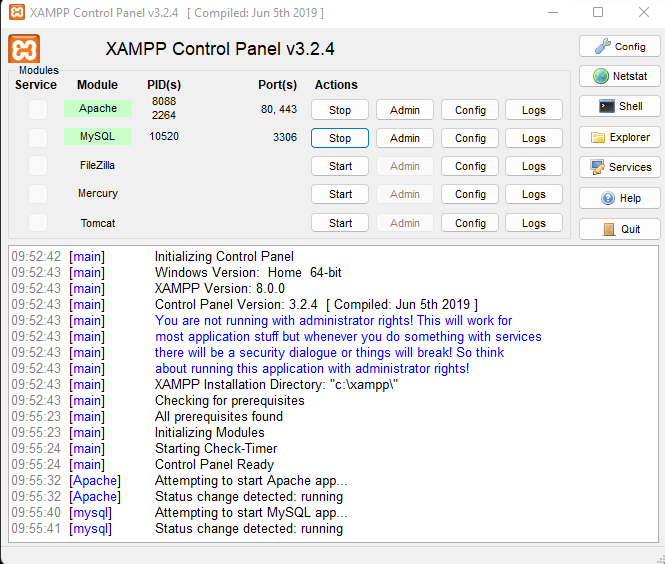 XAMPP Control Panel v3.2.4 [ Compiled: Jun 5th 2019 ]
XAMPP Control Panel v3.2.4
Config
Modules
Service Module PID(s) Port(s) Actions
Netstat
Apache 8088 2264 80, 443 Stop Admin Config Logs
Shell
MySQL 10520 3306 Stop Admin Config Logs
Explorer
FileZilla Start Admin Config Logs
Services
Mercury Start Admin Config Logs
Help
Tomcat Start Admin Config Logs
Quit
09:52:42 [main] Initializing Control Panel
09:52:43 [main] Windows Version: Home 64-bit
09:52:43 [main] XAMPP Version: 8.0.0
09:52:43 [main] Control Panel Version: 3.2.4 [ Compiled: Jun 5th 2019 ]
09:52:43 [main] You are not running with administrator rights! This will work for
09:52:43 [main] most application stuff but whenever you do something with services
09:52:43 [main] there will be a security dialogue or things will break! So think
09:52:43 [main] about running this application with administrator rights!
09:52:43 [main] XAMPP Installation Directory: "c:\xampp\"
09:52:43 [main] Checking for prerequisites
09:55:23 [main] All prerequisites found
09:55:23 [main] Initializing Modules
09:55:24 [main] Starting Check-Timer
09:55:24 [main] Control Panel Ready
09:55:32 [Apache] Attempting to start Apache app...
09:55:32 [Apache] Status change detected: running
09:55:40 [mysql] Attempting to start MySQL app...
09:55:41 [mysql] Status change detected: running